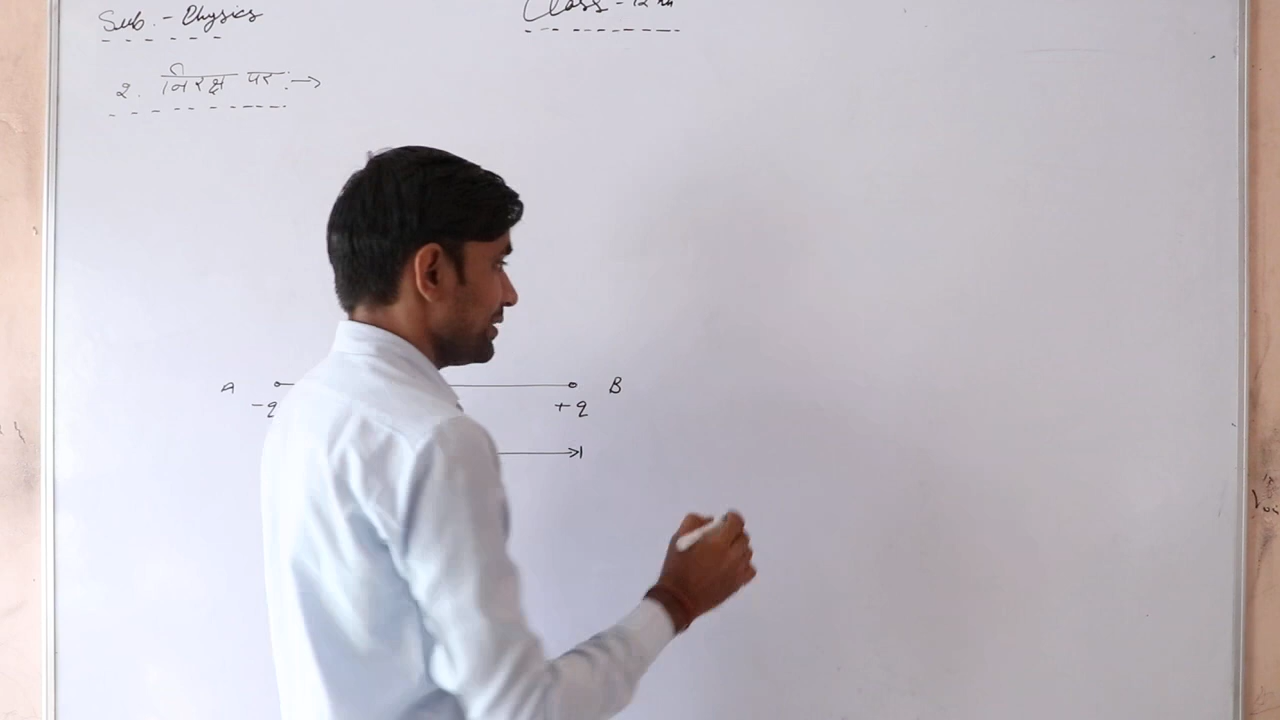 Sub. - Physics
Class - 12th
2. निरक्ष पर :→
A B
-q +q